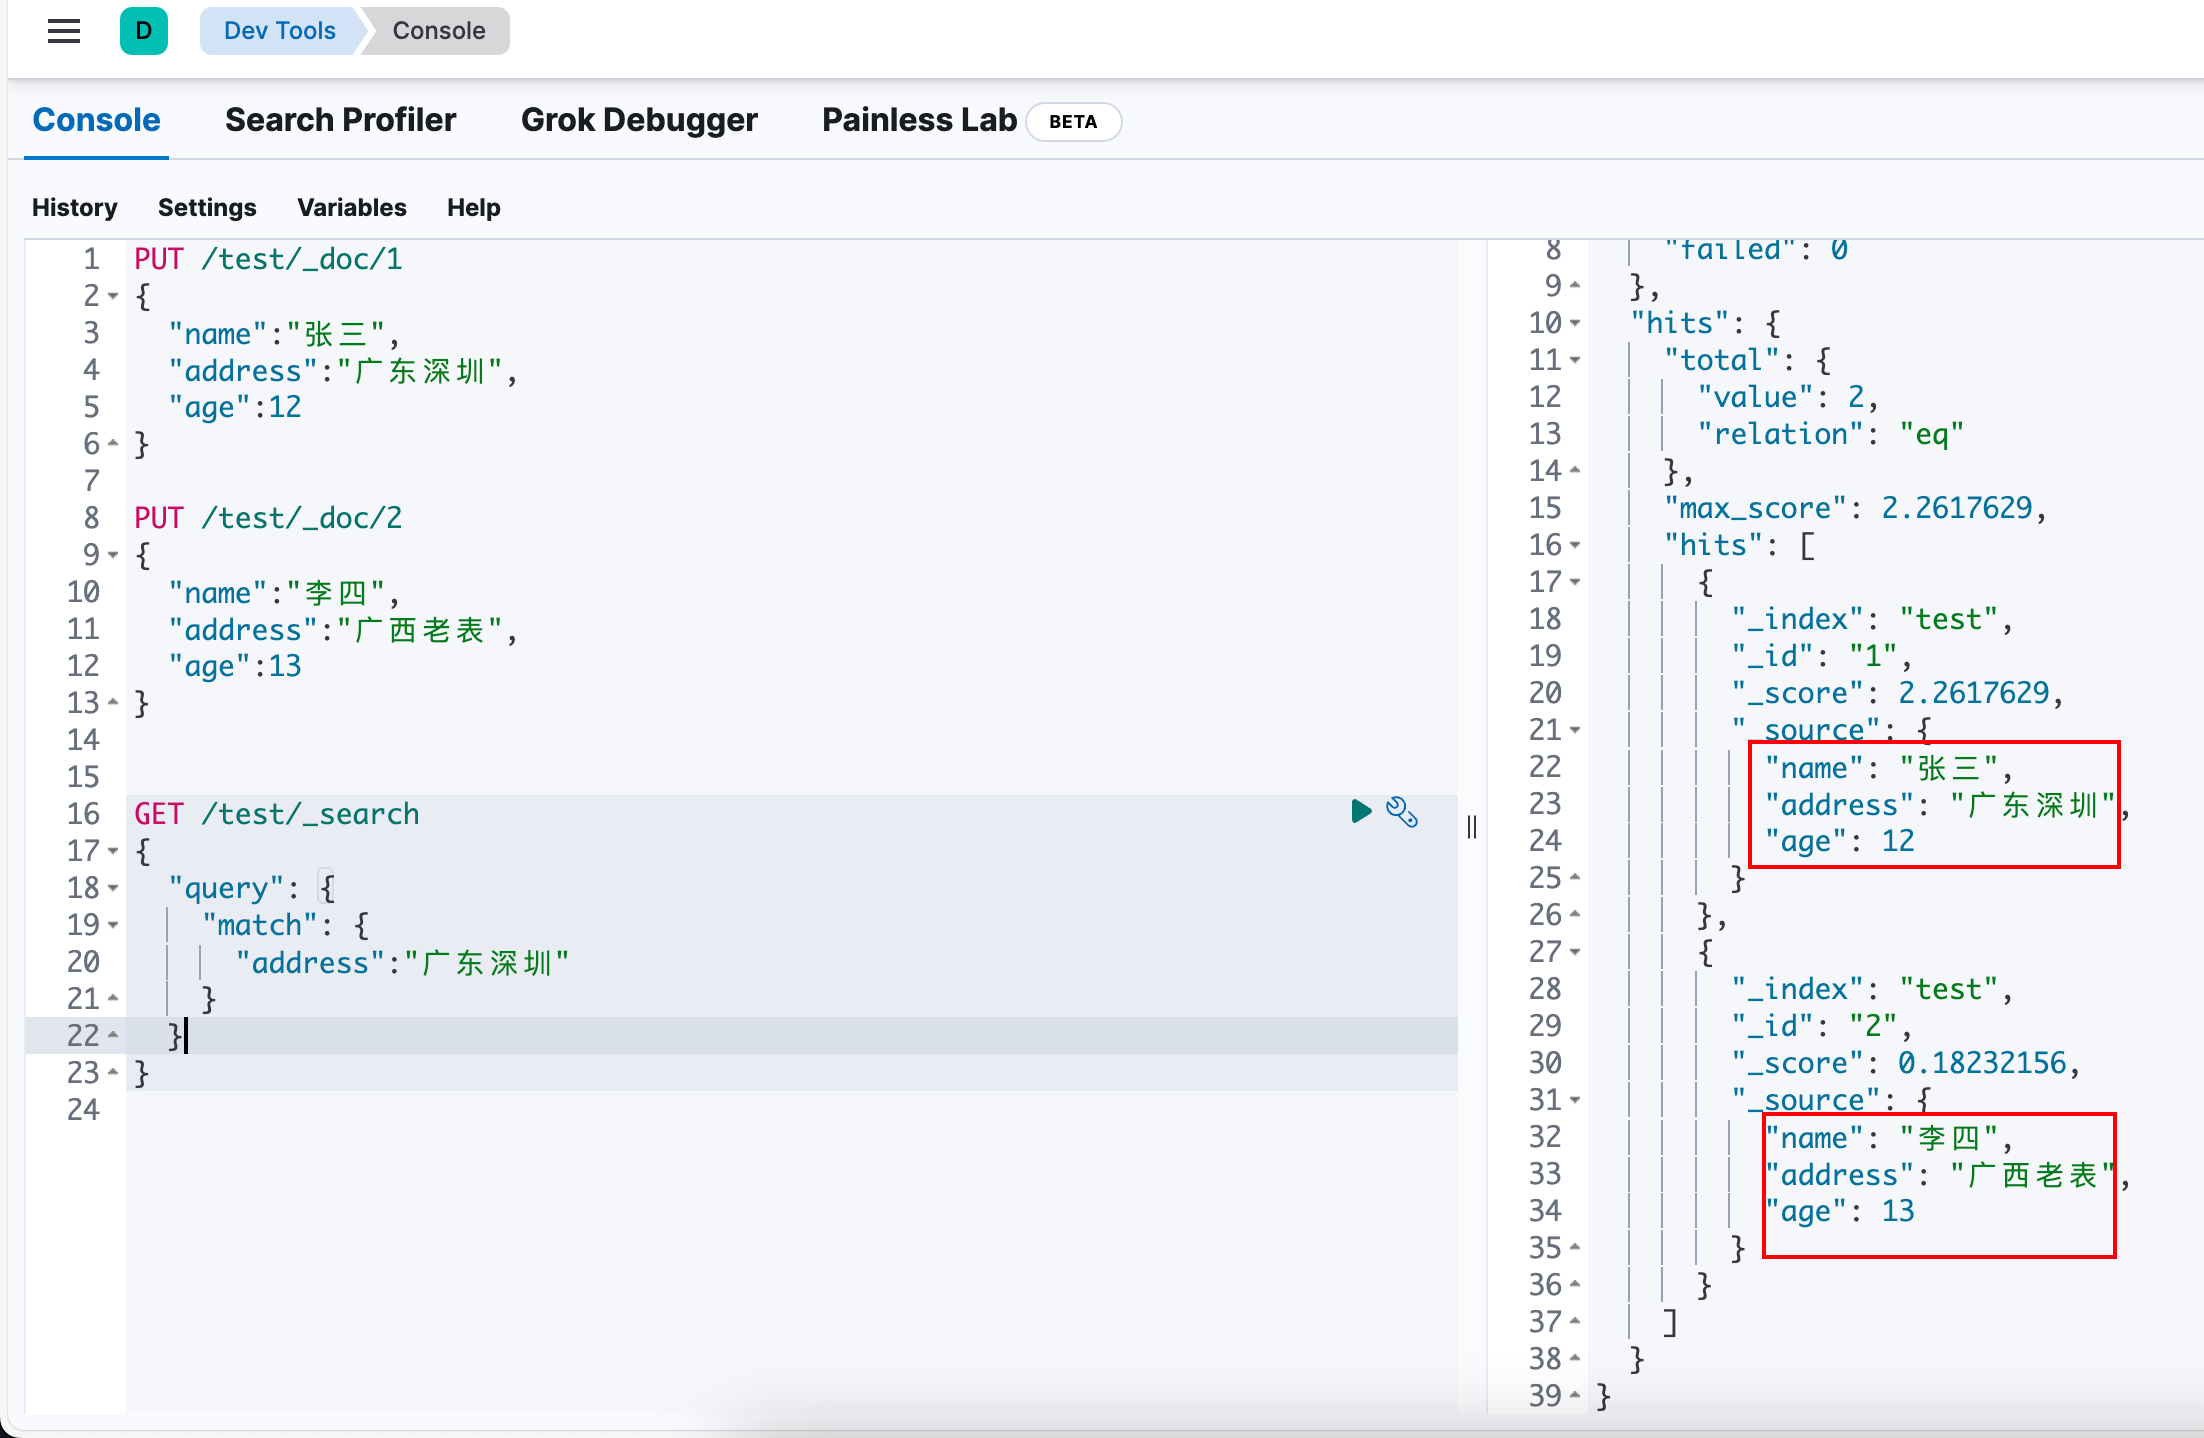 D Dev Tools Console
Console Search Profiler Grok Debugger Painless Lab BETA
History Settings Variables Help
1 PUT /test/_doc/1
2 {
3 "name":"张三",
4 "address":"广东深圳",
5 "age":12
6 }
7
8 PUT /test/_doc/2
9 {
10 "name":"李四",
11 "address":"广西老表",
12 "age":13
13 }
14
15
16 GET /test/_search
17 {
18 "query": {
19 "match": {
20 "address":"广东深圳"
21 }
22 }
23 }
24
8 "failed": 0
9 },
10 "hits": {
11 "total": {
12 "value": 2,
13 "relation": "eq"
14 },
15 "max_score": 2.2617629,
16 "hits": [
17 {
18 "_index": "test",
19 "_id": "1",
20 "_score": 2.2617629,
21 "_source": {
22 "name": "张三",
23 "address": "广东深圳",
24 "age": 12
25 }
26 },
27 {
28 "_index": "test",
29 "_id": "2",
30 "_score": 0.18232156,
31 "_source": {
32 "name": "李四",
33 "address": "广西老表",
34 "age": 13
35 }
36 }
37 ]
38 }
39 }